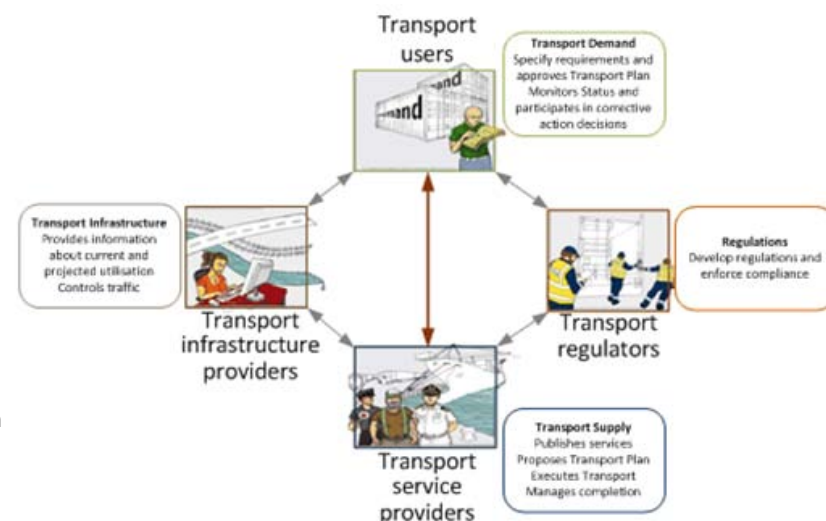 Transport
users
Transport Demand
Specify requirements and
approves Transport Plan
Monitors Status and
participates in corrective
action decisions
mand
and
Transport Infrastructure
Provides information
about current and
projected utilisation
Controls traffic
Transport
infrastructure
providers
Regulations
Develop regulations and
enforce compliance
Transport
regulators
Transport
service
providers
Transport Supply
Publishes services
Proposes Transport Plan
Executes Transport
Manages completion